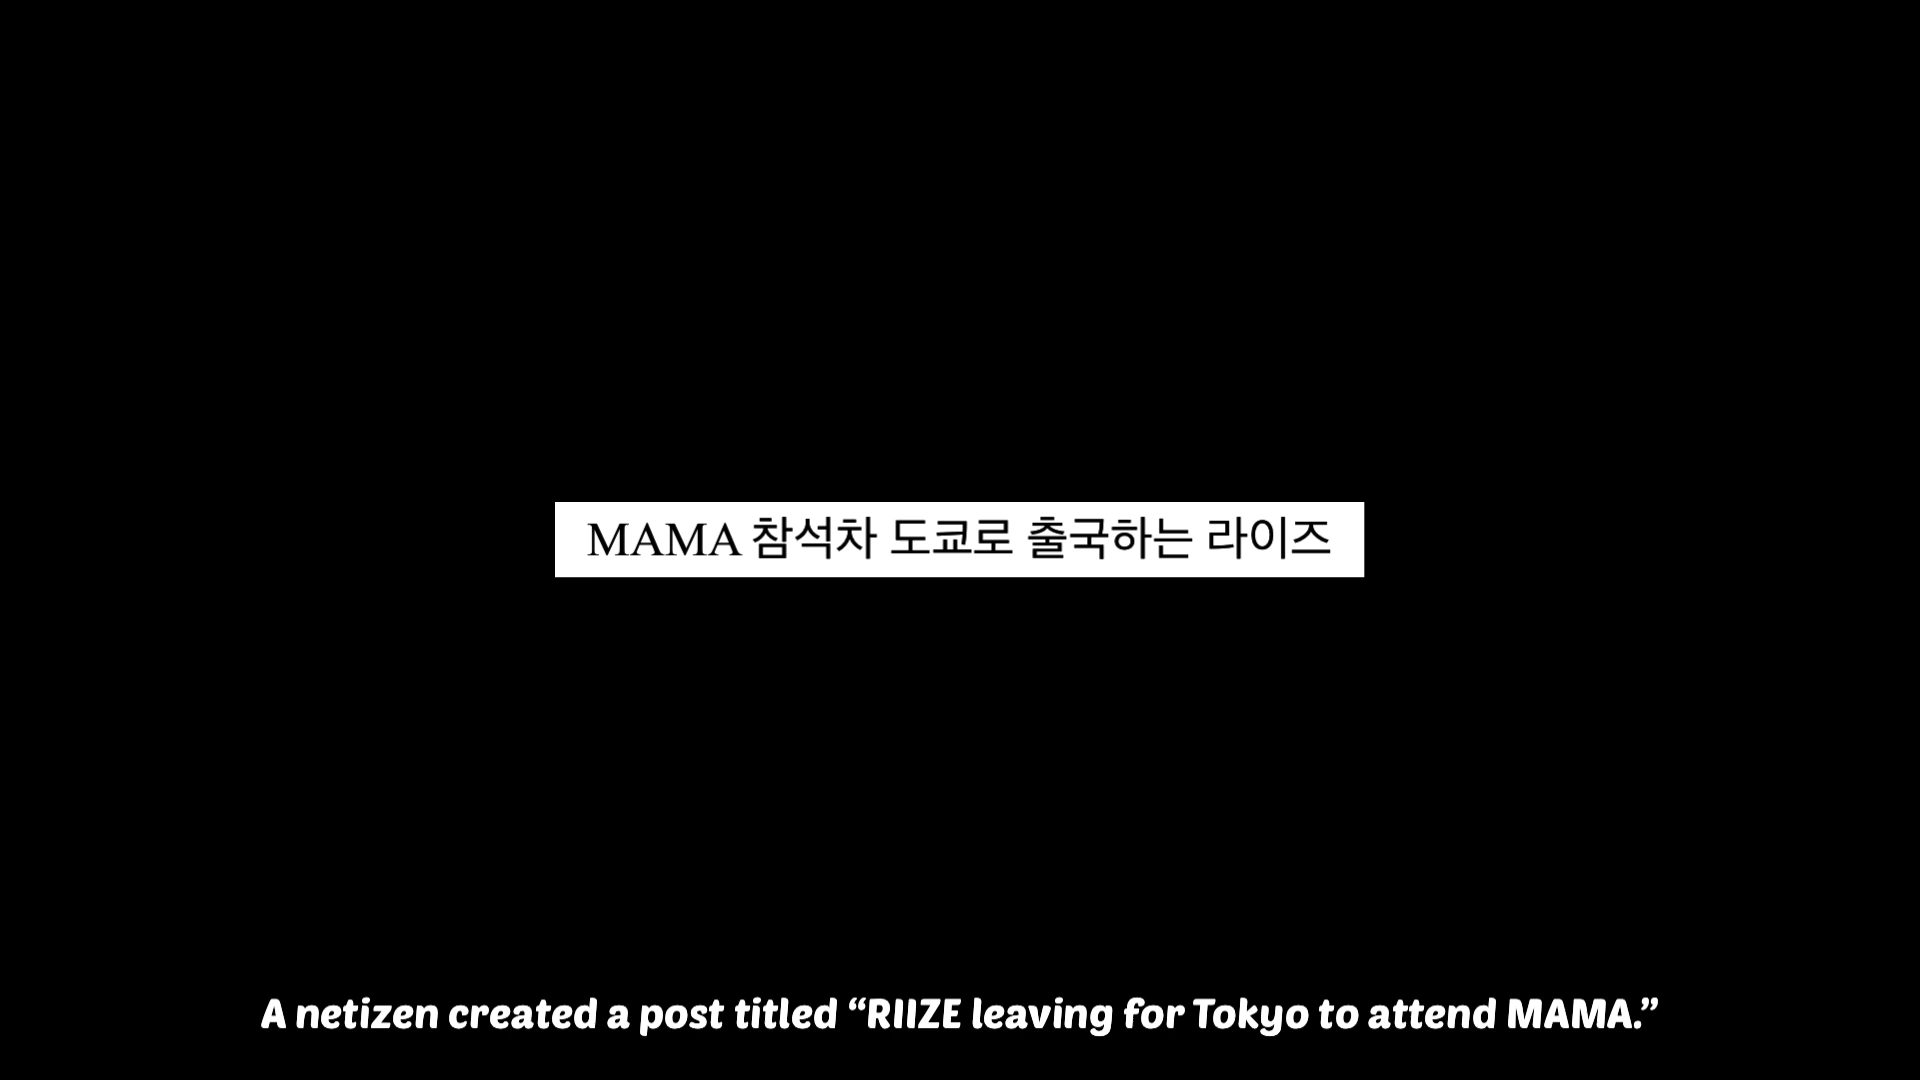 MAMA 참석차 도쿄로 출국하는 라이즈
A netizen created a post titled “RIIZE leaving for Tokyo to attend MAMA.”